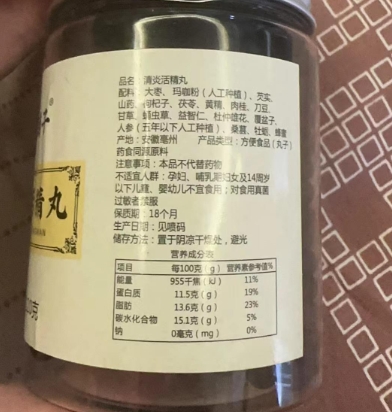 子®
精丸
0克
品名：清炎活精丸
配料：大枣、玛咖粉（人工种植）、芡实、
山药、枸杞子、茯苓、黄精、肉桂、刀豆、
甘草、蛹虫草、益智仁、杜仲雄花、覆盆子、
人参（五年以下人工种植）、桑葚、牡蛎、蜂蜜
产地：安徽亳州 产品类型：方便食品（丸子）
药食同源原料
注意事项：本品不代替药物
不适宜人群：孕妇、哺乳期妇女及14周岁
以下儿童、婴幼儿不宜食用；对食用真菌
过敏者禁服
保质期：18个月
生产日期：见喷码
储存方法：置于阴凉干燥处，避光
营养成分表
项目 每100克（g） 营养素参考值%
能量 955千焦（kJ） 11%
蛋白质 11.5克（g） 19%
脂肪 13.6克（g） 23%
碳水化合物 15.1克（g） 5%
钠 0毫克（mg） 0%